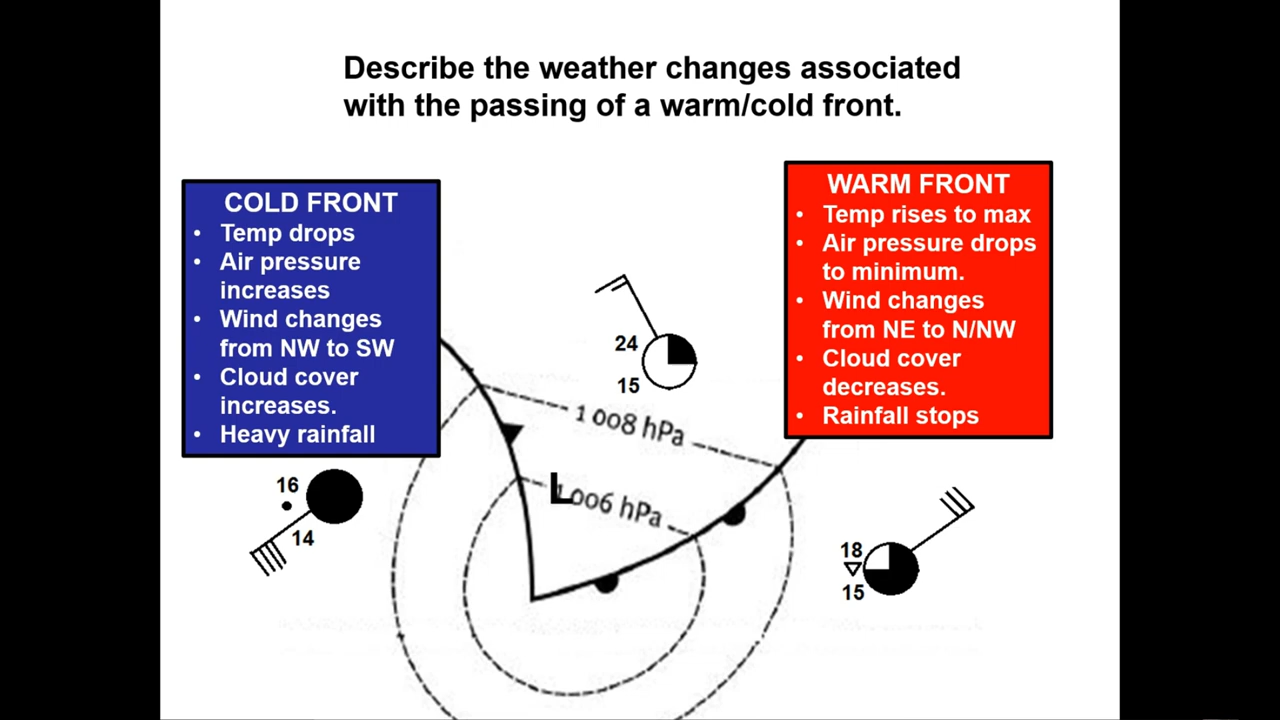 Describe the weather changes associated
with the passing of a warm/cold front.
COLD FRONT
• Temp drops
• Air pressure
increases
• Wind changes
from NW to SW
• Cloud cover
increases.
• Heavy rainfall
WARM FRONT
• Temp rises to max
• Air pressure drops
to minimum.
• Wind changes
from NE to N/NW
• Cloud cover
decreases.
• Rainfall stops
24
15
1 008 hPa
L
1 006 hPa
16
14
18
15